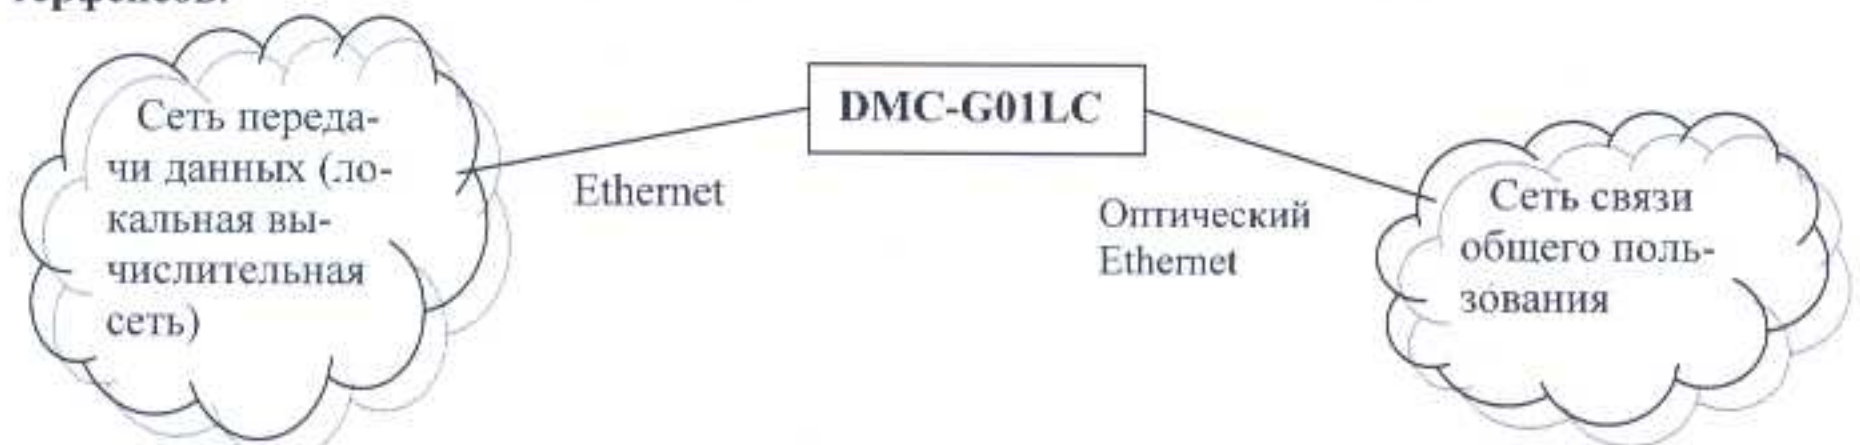 Сеть переда-
чи данных (ло-
кальная вы-
числительная
сеть)
Ethernet
DMC-G01LC
Оптический
Ethernet
Сеть связи
общего поль-
зования